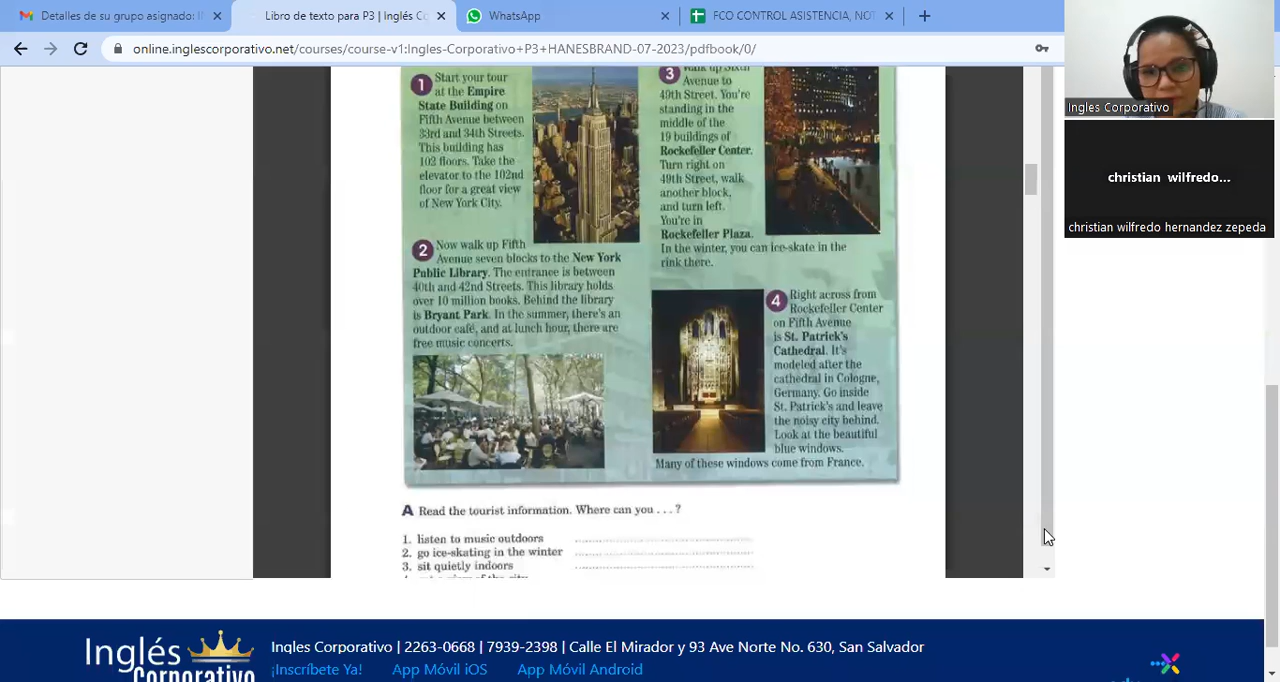 Detalles de su grupo asignado: I
Libro de texto para P3 | Inglés Co
WhatsApp
FCO CONTROL ASISTENCIA, NOT
online.inglescorporativo.net/courses/course-v1:Ingles-Corporativo+P3+HANESBRAND-07-2023/pdfbook/0/
Ingles Corporativo
christian wilfredo...
christian wilfredo hernandez zepeda
1 Start your tour
at the Empire
State Building on
Fifth Avenue between
33rd and 34th Streets.
This building has
102 floors. Take the
elevator to the 102nd
floor for a great view
of New York City.
2 Now walk up Fifth
Avenue seven blocks to the New York
Public Library. The entrance is between
40th and 42nd Streets. This library holds
over 10 million books. Behind the library
is Bryant Park. In the summer, there's an
outdoor café, and at lunch hour, there are
free music concerts.
3 Walk up Sixth
Avenue to
49th Street. You're
standing in the
middle of the
19 buildings of
Rockefeller Center.
Turn right on
49th Street, walk
another block,
and turn left.
You're in
Rockefeller Plaza.
In the winter, you can ice-skate in the
rink there.
4 Right across from
Rockefeller Center
on Fifth Avenue
is St. Patrick's
Cathedral. It's
modeled after the
cathedral in Cologne,
Germany. Go inside
St. Patrick's and leave
the noisy city behind.
Look at the beautiful
blue windows.
Many of these windows come from France.
A Read the tourist information. Where can you . . . ?
1. listen to music outdoors
2. go ice-skating in the winter
3. sit quietly indoors
Inglés
Corporativo
Ingles Corporativo | 2263-0668 | 7939-2398 | Calle El Mirador y 93 Ave Norte No. 630, San Salvador
¡Inscríbete Ya! App Móvil iOS App Móvil Android